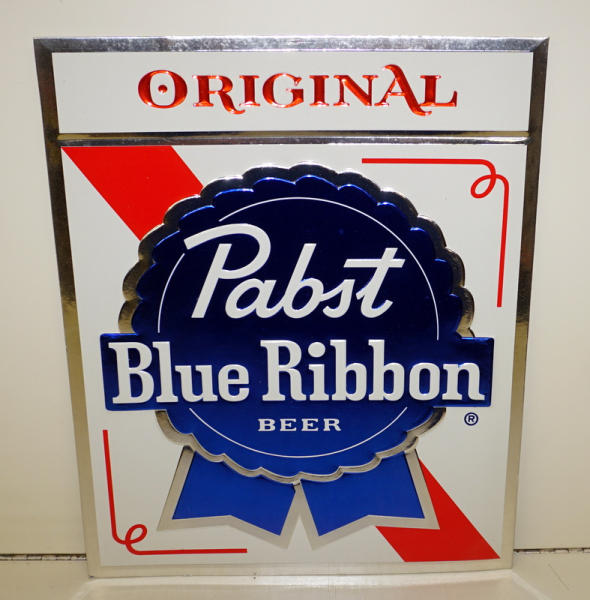 ORIGINAL
Pabst
Blue Ribbon
BEER
®